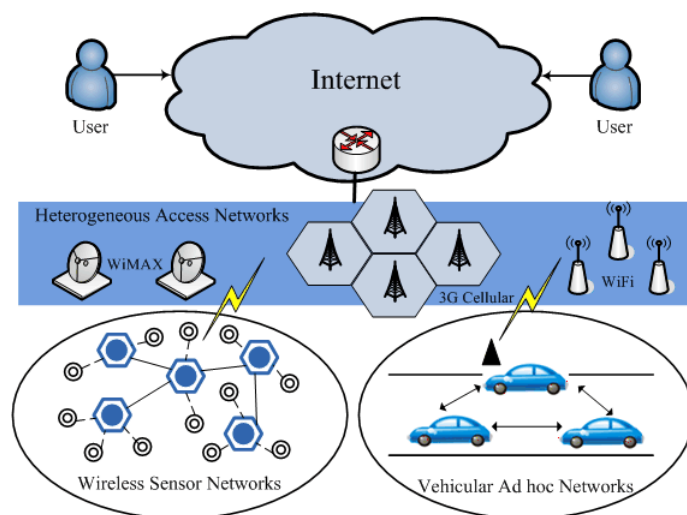 Internet
User
User
Heterogeneous Access Networks
WiMAX
WiFi
3G Cellular
Wireless Sensor Networks
Vehicular Ad hoc Networks